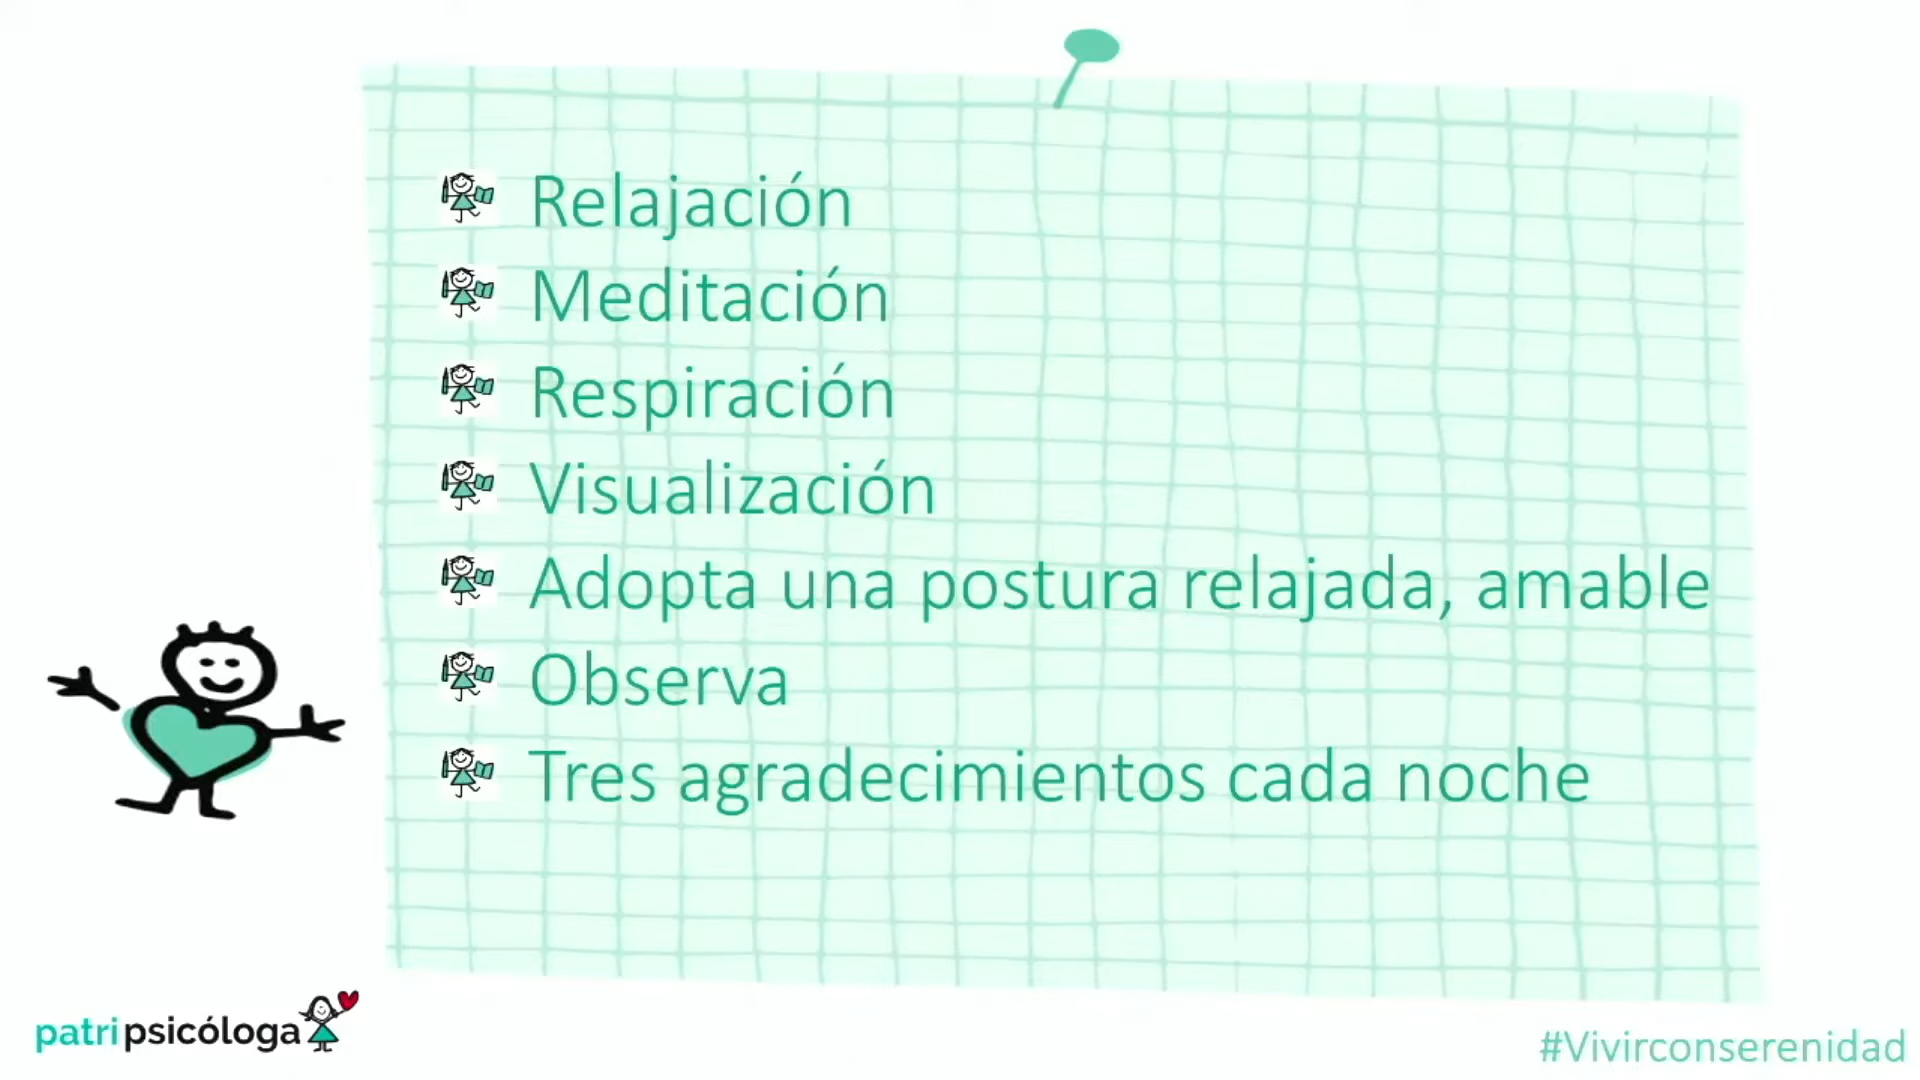 Relajación
Meditación
Respiración
Visualización
Adopta una postura relajada, amable
Observa
Tres agradecimientos cada noche
patripsicóloga
#Vivirconserenidad